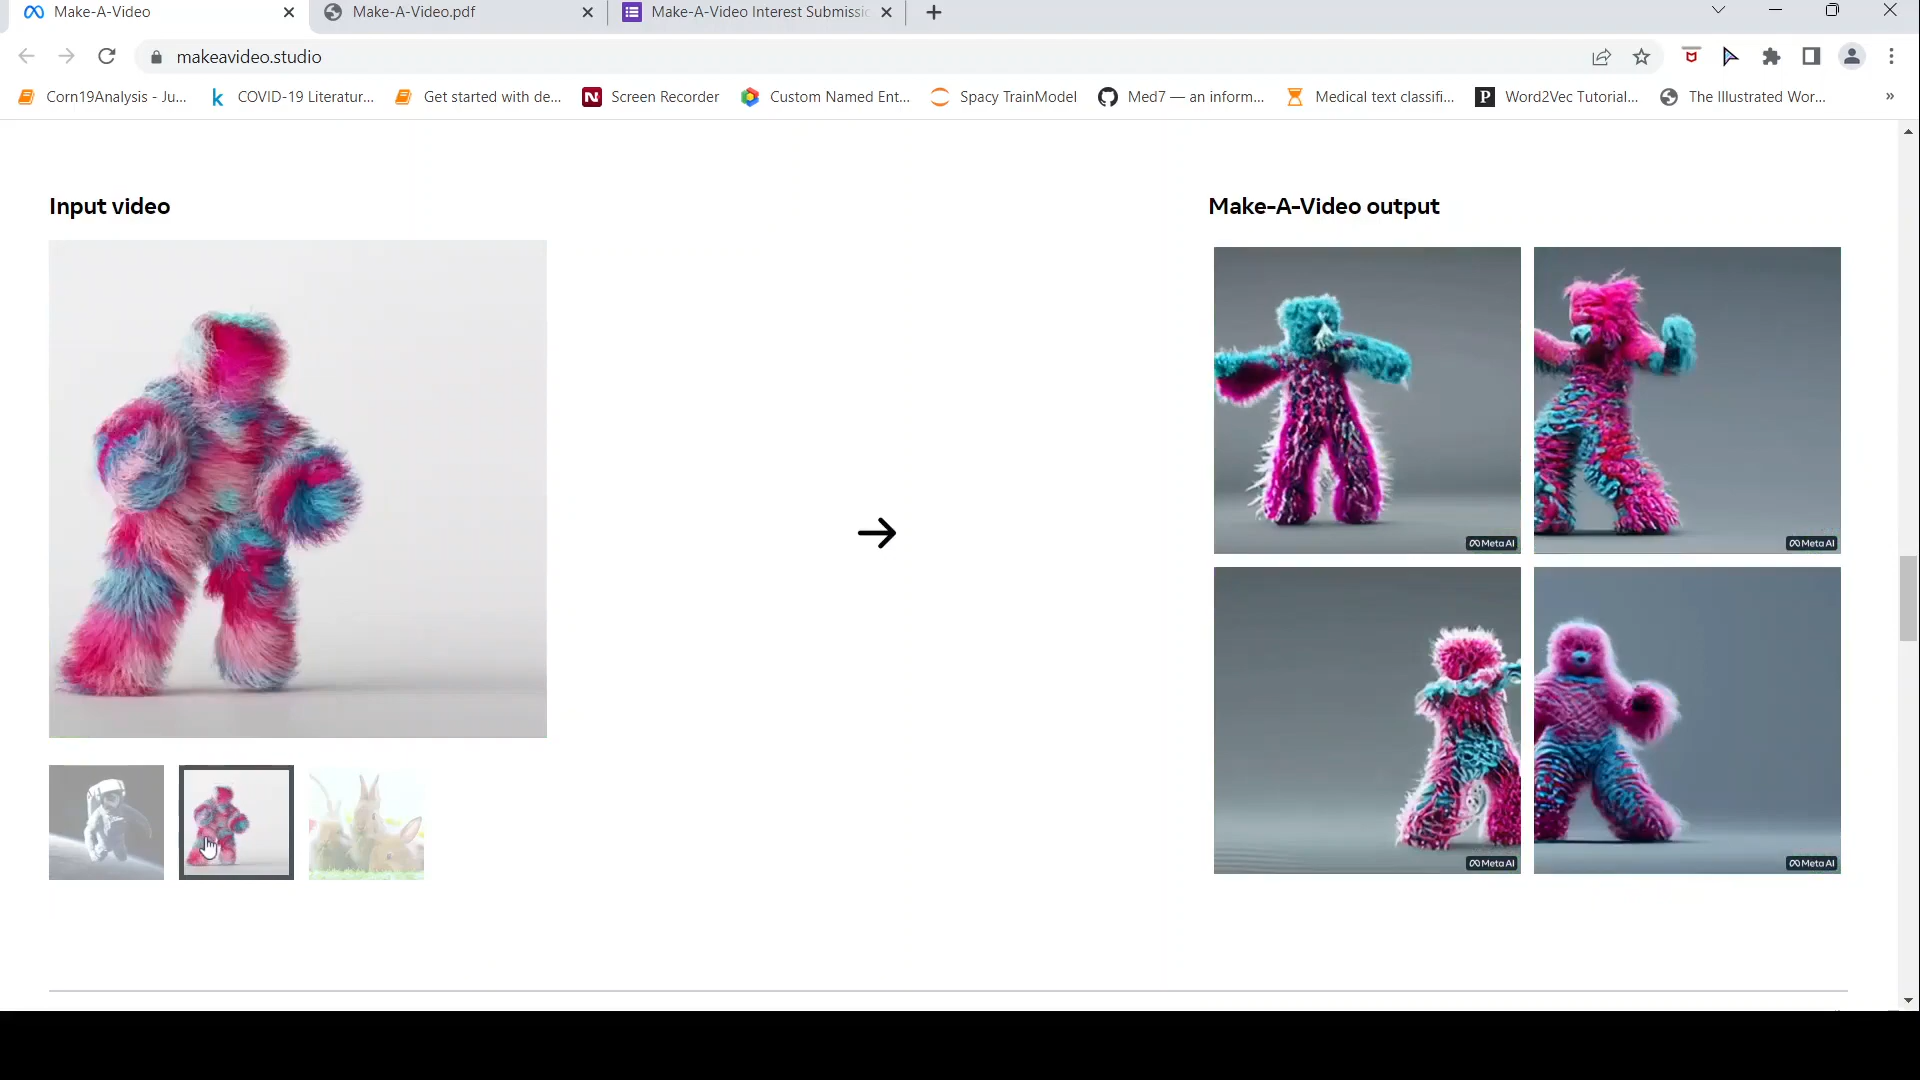 Make-A-Video
Make-A-Video.pdf
Make-A-Video Interest Submissio
makeavideo.studio
Corn19Analysis - Ju...
COVID-19 Literatur...
Get started with de...
Screen Recorder
Custom Named Ent...
Spacy TrainModel
Med7 — an inform...
Medical text classifi...
Word2Vec Tutorial...
The Illustrated Wor...
Input video
Make-A-Video output
Meta AI
Meta AI
Meta AI
Meta AI